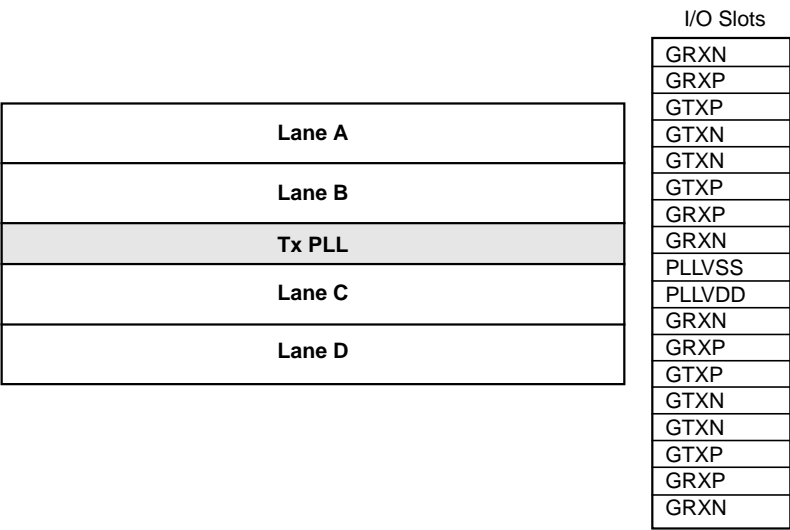 I/O Slots
GRXN
GRXP
GTXP
GTXN
GTXN
GTXP
GRXP
GRXN
PLLVSS
PLLVDD
GRXN
GRXP
GTXP
GTXN
GTXN
GTXP
GRXP
GRXN
Lane A
Lane B
Tx PLL
Lane C
Lane D